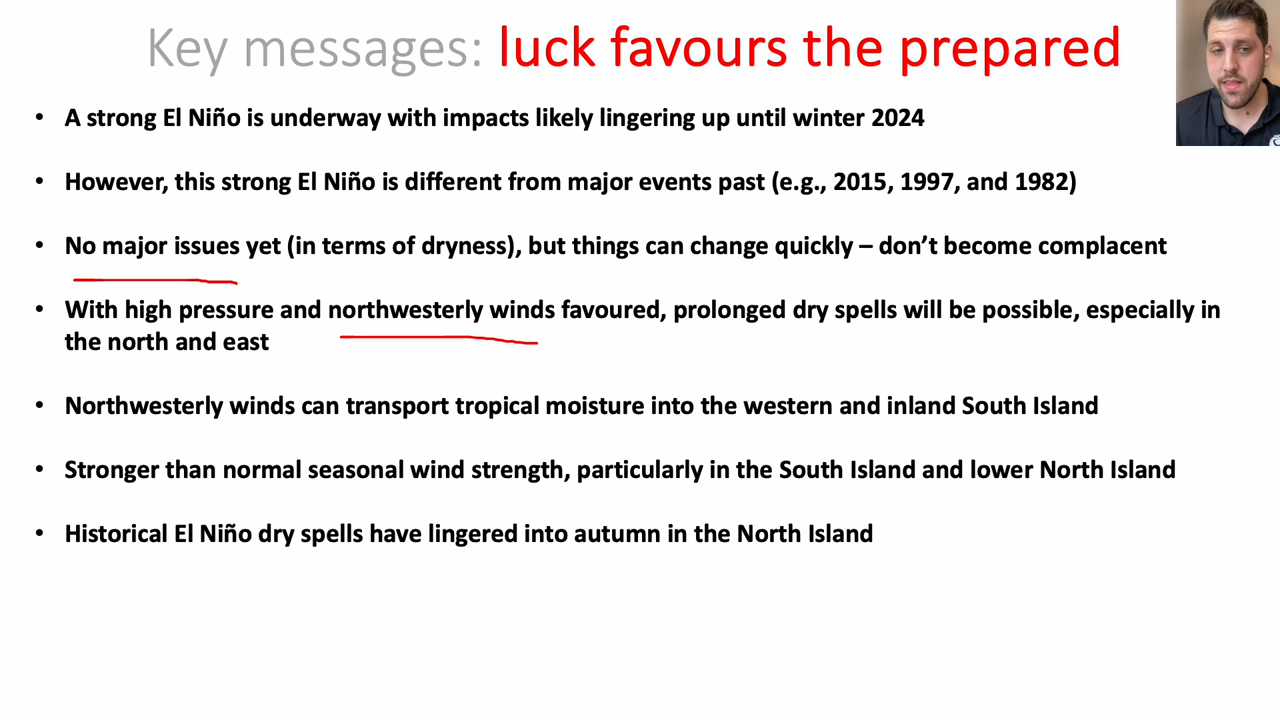 Key messages: luck favours the prepared
• A strong El Niño is underway with impacts likely lingering up until winter 2024
• However, this strong El Niño is different from major events past (e.g., 2015, 1997, and 1982)
• No major issues yet (in terms of dryness), but things can change quickly – don’t become complacent
• With high pressure and northwesterly winds favoured, prolonged dry spells will be possible, especially in
the north and east
• Northwesterly winds can transport tropical moisture into the western and inland South Island
• Stronger than normal seasonal wind strength, particularly in the South Island and lower North Island
• Historical El Niño dry spells have lingered into autumn in the North Island